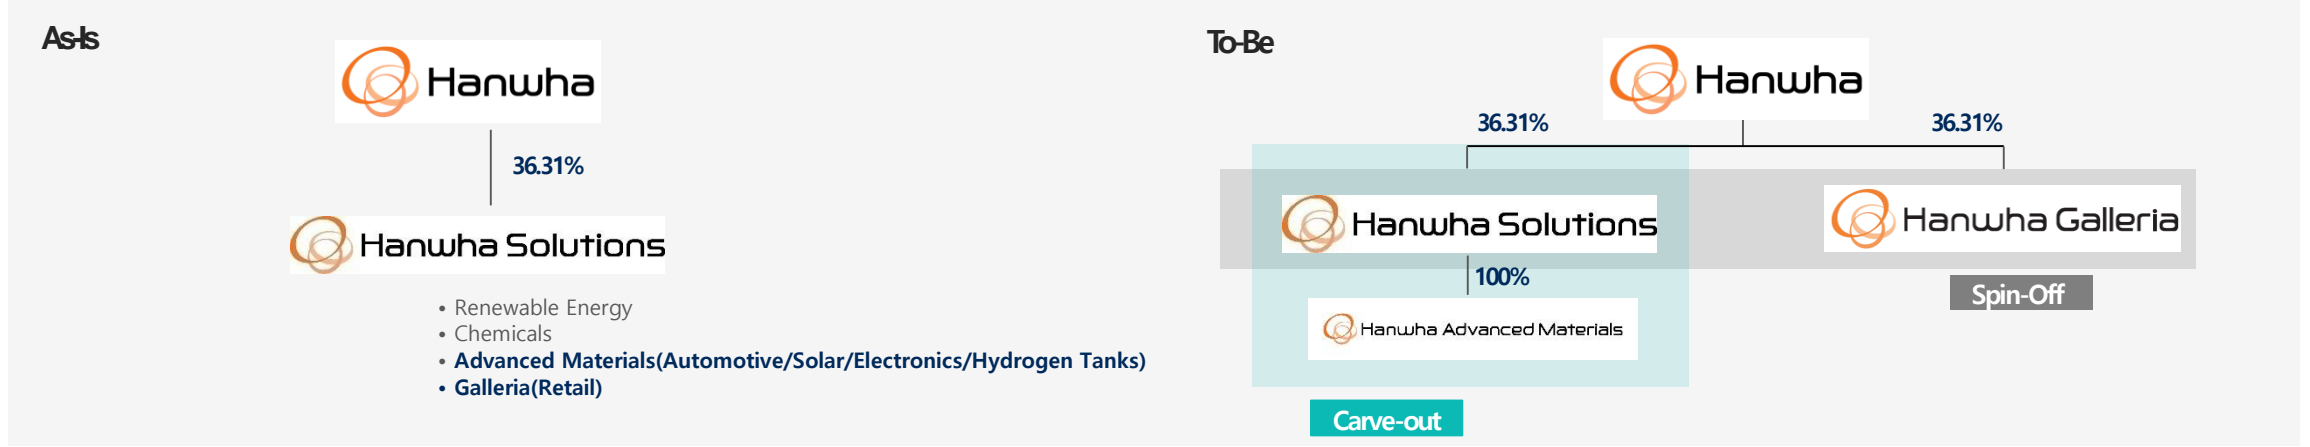 As-Is
Hanwha
36.31%
Hanwha Solutions
• Renewable Energy
• Chemicals
• Advanced Materials(Automotive/Solar/Electronics/Hydrogen Tanks)
• Galleria(Retail)
To-Be
Hanwha
36.31%
36.31%
Hanwha Solutions
Hanwha Galleria
100%
Spin-Off
Hanwha Advanced Materials
Carve-out